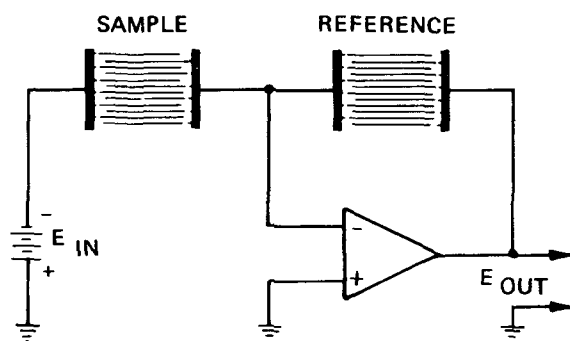 SAMPLE
REFERENCE
-
E IN
+
-
+
E OUT